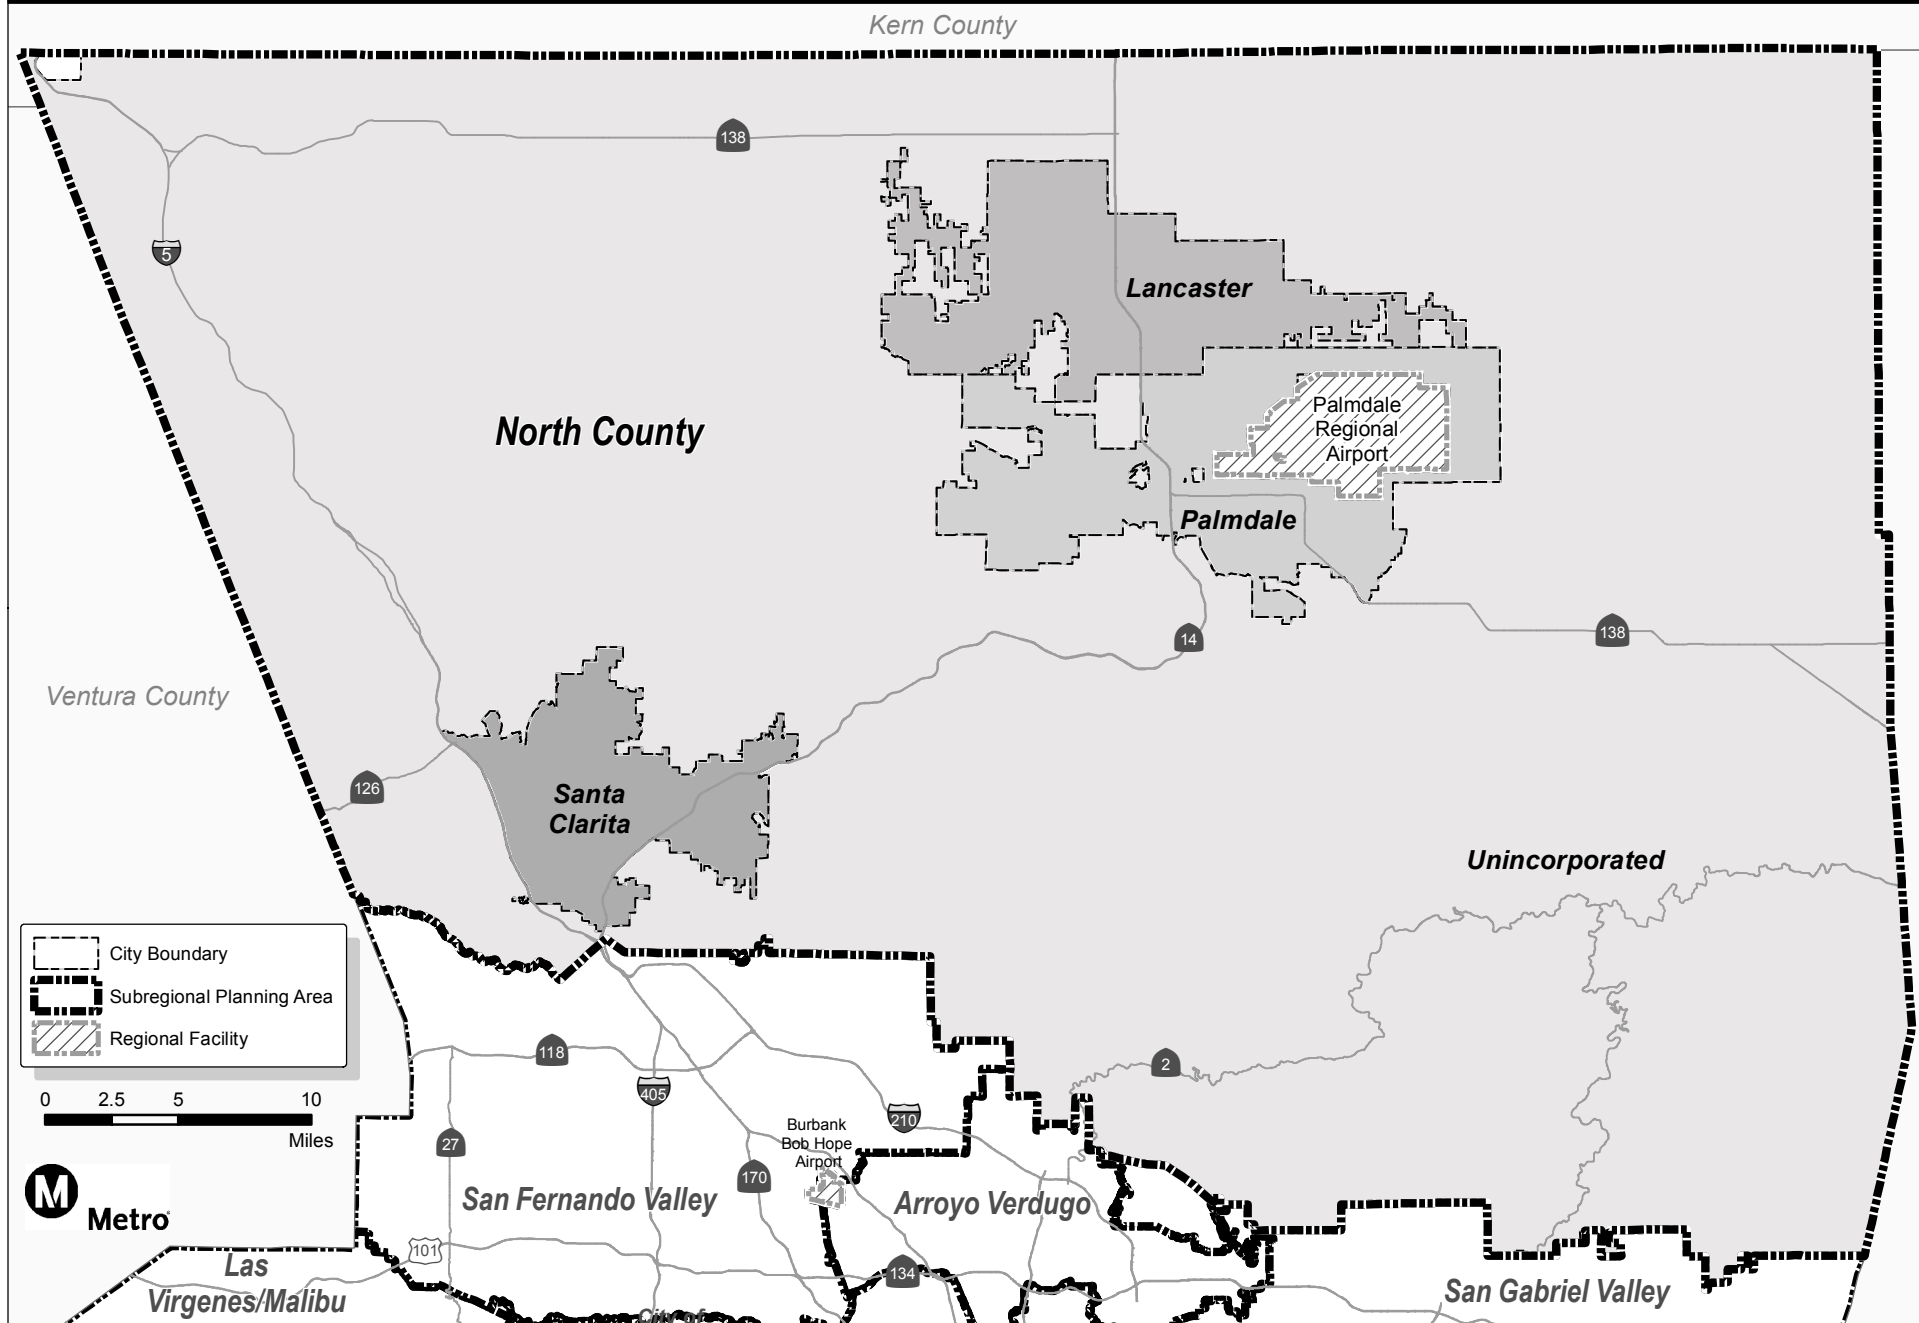 Kern County
138
5
Lancaster
Palmdale
Regional
Airport
North County
Palmdale
14
138
Ventura County
126
Santa
Clarita
Unincorporated
City Boundary
Subregional Planning Area
Regional Facility
0 2.5 5 10
Miles
118
405
2
210
27
Burbank
Bob Hope
Airport
170
San Fernando Valley
Arroyo Verdugo
M
Metro
101
134
Las
Virgenes/Malibu
San Gabriel Valley
City of